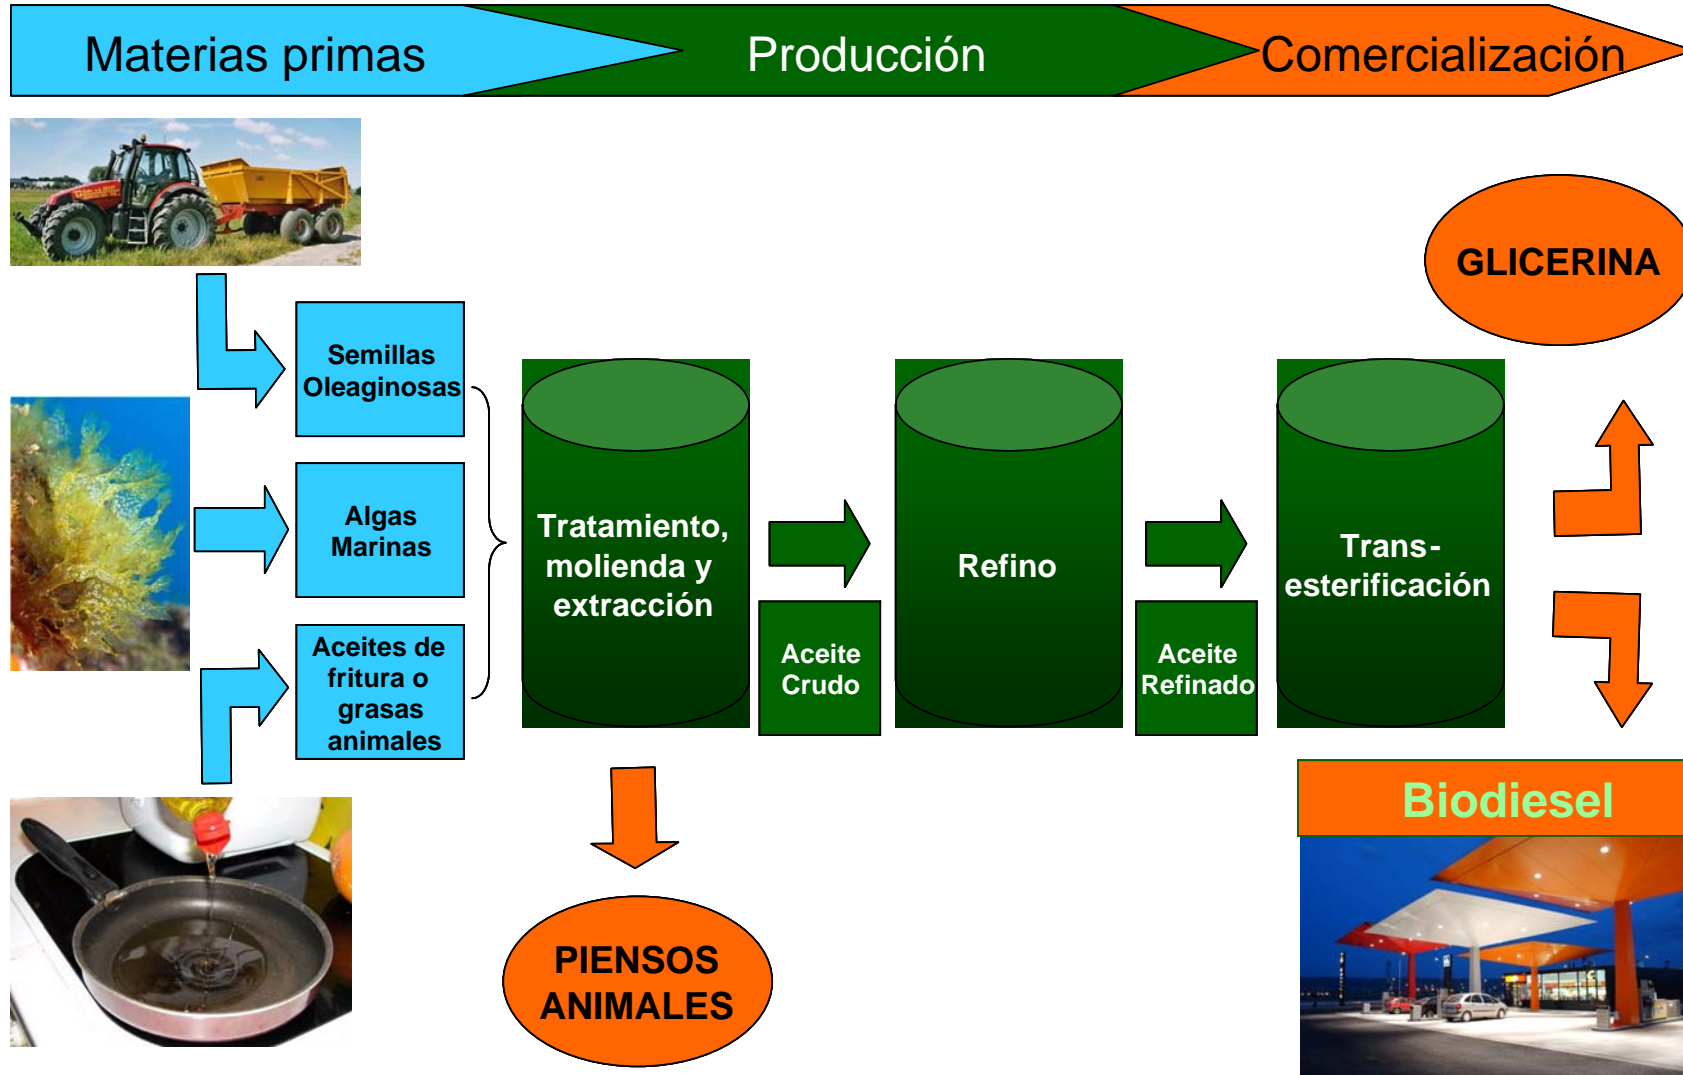 Materias primas
Producción
Comercialización
GLICERINA
Semillas
Oleaginosas
Algas
Marinas
Aceites de
fritura o
grasas
animales
Tratamiento,
molienda y
extracción
Aceite
Crudo
Refino
Aceite
Refinado
Trans-
esterificación
Biodiesel
PIENSOS
ANIMALES